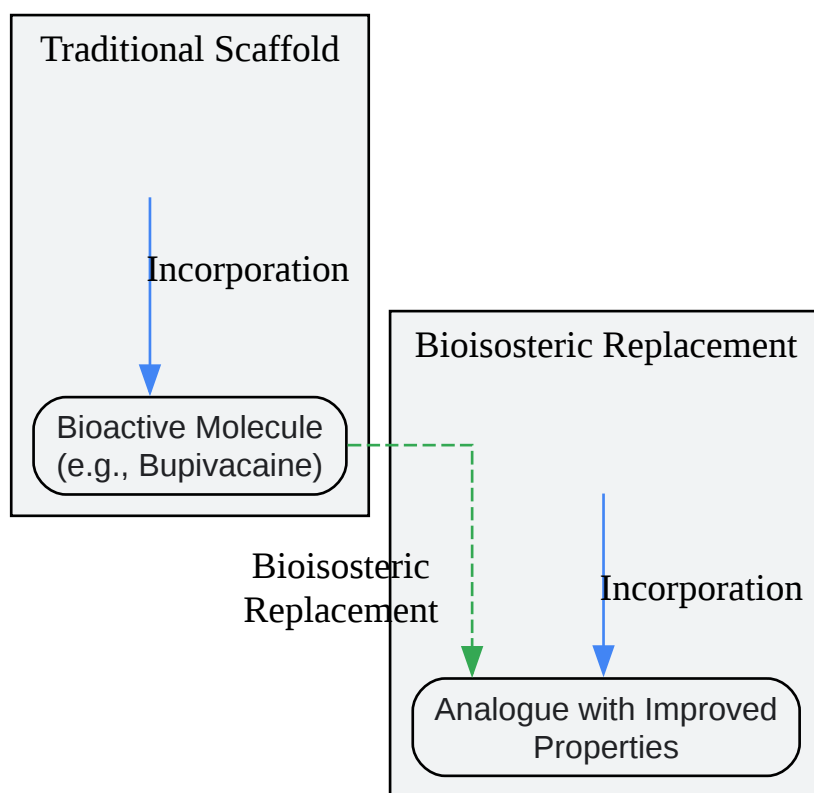 Traditional Scaffold
Incorporation
Bioactive Molecule
(e.g., Bupivacaine)
Bioisosteric Replacement
Bioisosteric
Replacement
Incorporation
Analogue with Improved
Properties